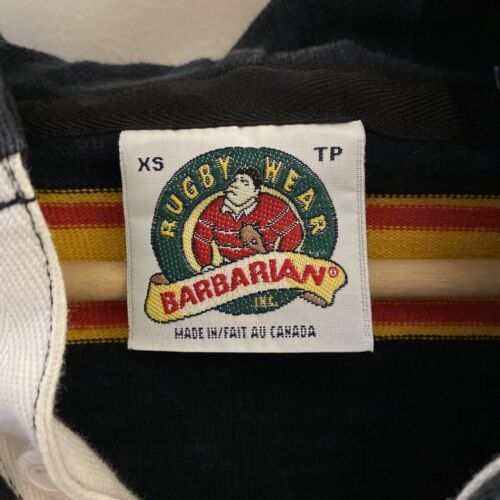 XS TP
RUGBY WEAR
BARBARIAN®
INC.
MADE IN/FAIT AU CANADA